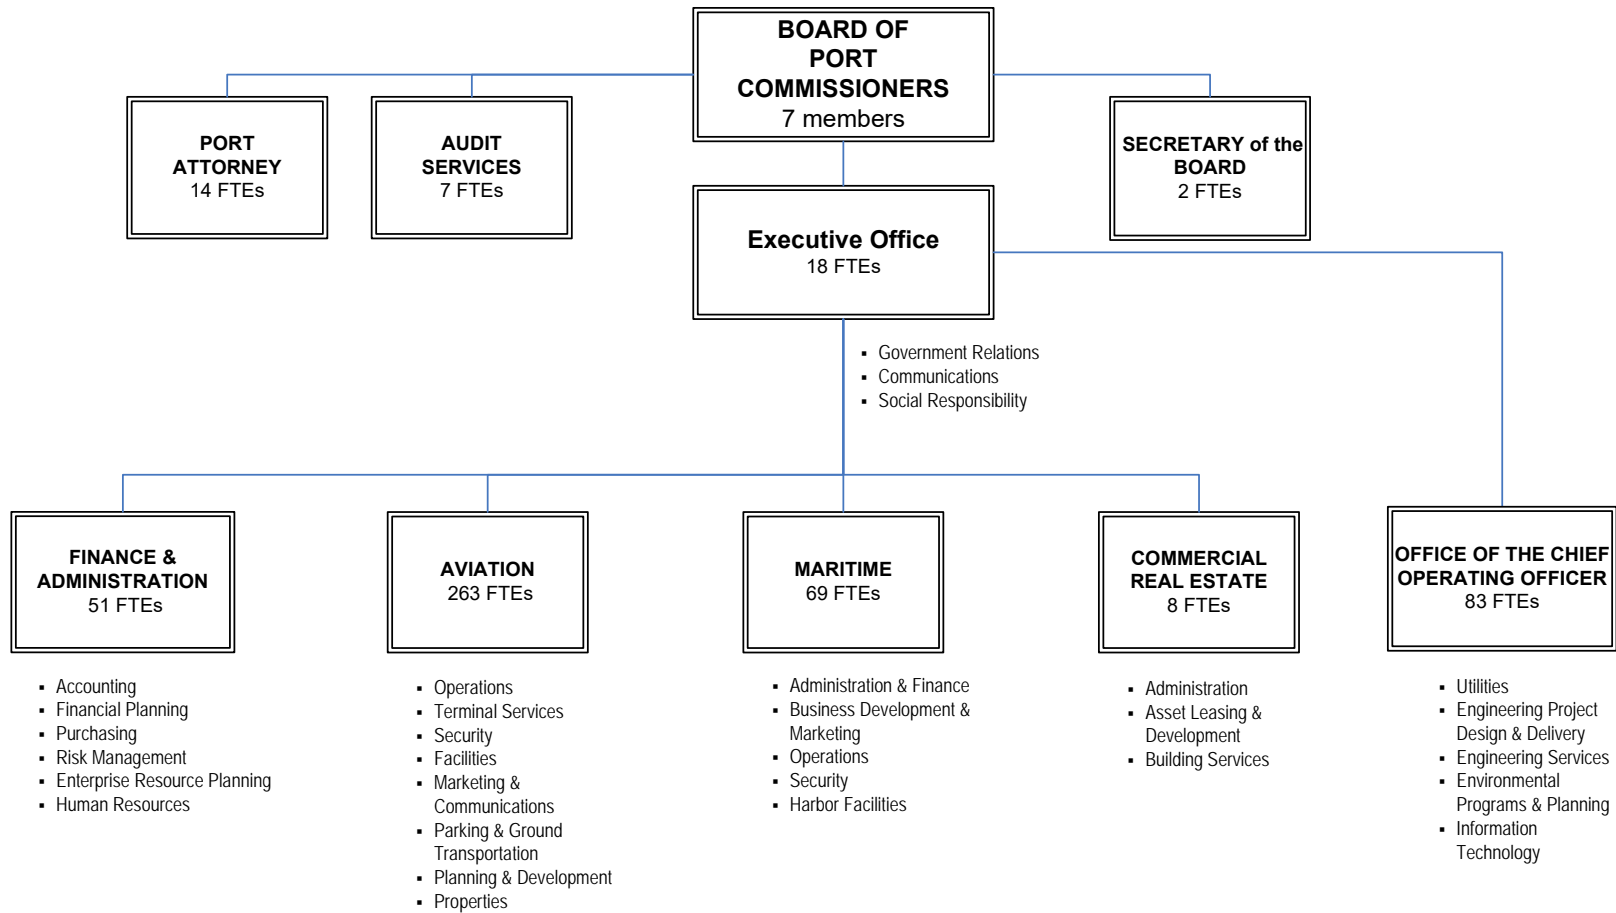 BOARD OF
PORT
COMMISSIONERS
7 members
PORT
ATTORNEY
14 FTEs
AUDIT
SERVICES
7 FTEs
SECRETARY of the
BOARD
2 FTEs
Executive Office
18 FTEs
▪ Government Relations
▪ Communications
▪ Social Responsibility
FINANCE &
ADMINISTRATION
51 FTEs
AVIATION
263 FTEs
MARITIME
69 FTEs
COMMERCIAL
REAL ESTATE
8 FTEs
OFFICE OF THE CHIEF
OPERATING OFFICER
83 FTEs
▪ Accounting
▪ Financial Planning
▪ Purchasing
▪ Risk Management
▪ Enterprise Resource Planning
▪ Human Resources
▪ Operations
▪ Terminal Services
▪ Security
▪ Facilities
▪ Marketing &
Communications
▪ Parking & Ground
Transportation
▪ Planning & Development
▪ Properties
▪ Administration & Finance
▪ Business Development &
Marketing
▪ Operations
▪ Security
▪ Harbor Facilities
▪ Administration
▪ Asset Leasing &
Development
▪ Building Services
▪ Utilities
▪ Engineering Project
Design & Delivery
▪ Engineering Services
▪ Environmental
Programs & Planning
▪ Information
Technology